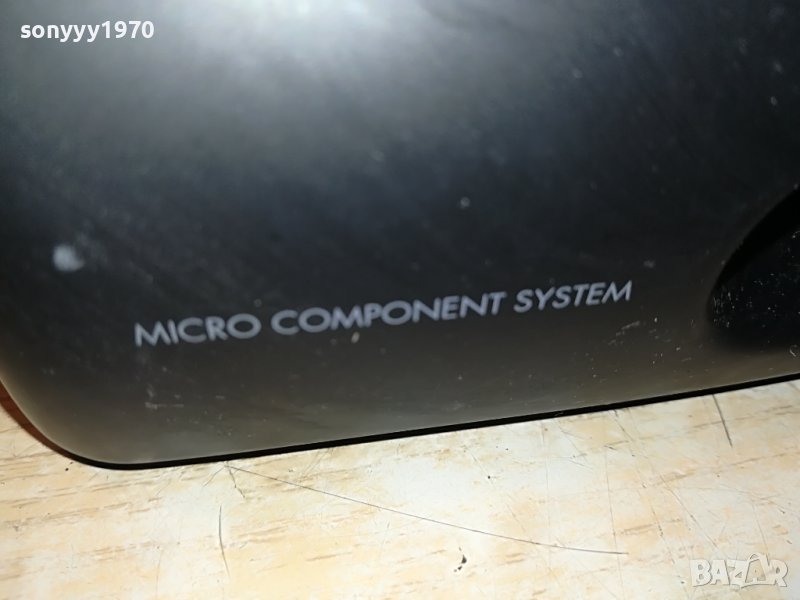 sonyyy1970
MICRO COMPONENT SYSTEM
BAZAR